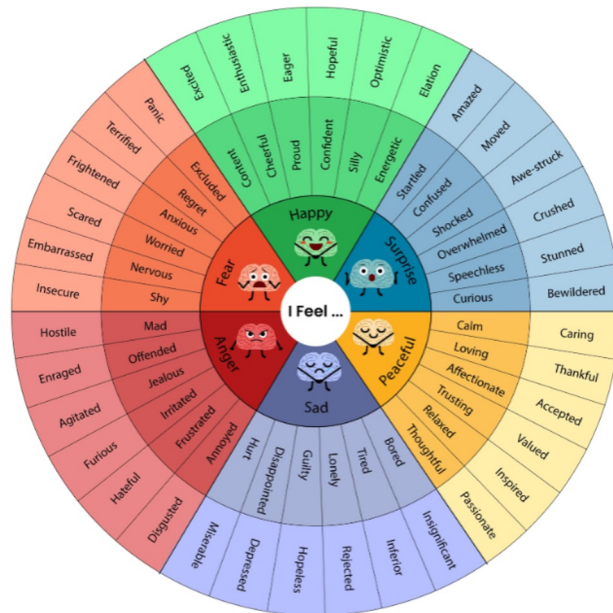 I Feel ...
Happy
Surprise
Peaceful
Sad
Anger
Fear
Content
Cheerful
Proud
Confident
Silly
Energetic
Excited
Enthusiastic
Eager
Hopeful
Optimistic
Elation
Startled
Confused
Shocked
Overwhelmed
Speechless
Curious
Amazed
Moved
Awe-struck
Crushed
Stunned
Bewildered
Calm
Loving
Affectionate
Trusting
Relaxed
Thoughtful
Caring
Thankful
Accepted
Valued
Inspired
Passionate
Bored
Tired
Lonely
Guilty
Disappointed
Hurt
Insignificant
Inferior
Rejected
Hopeless
Depressed
Miserable
Annoyed
Frustrated
Irritated
Jealous
Offended
Mad
Disgusted
Hateful
Furious
Agitated
Enraged
Hostile
Shy
Nervous
Worried
Anxious
Regret
Excluded
Insecure
Embarrassed
Scared
Frightened
Terrified
Panic